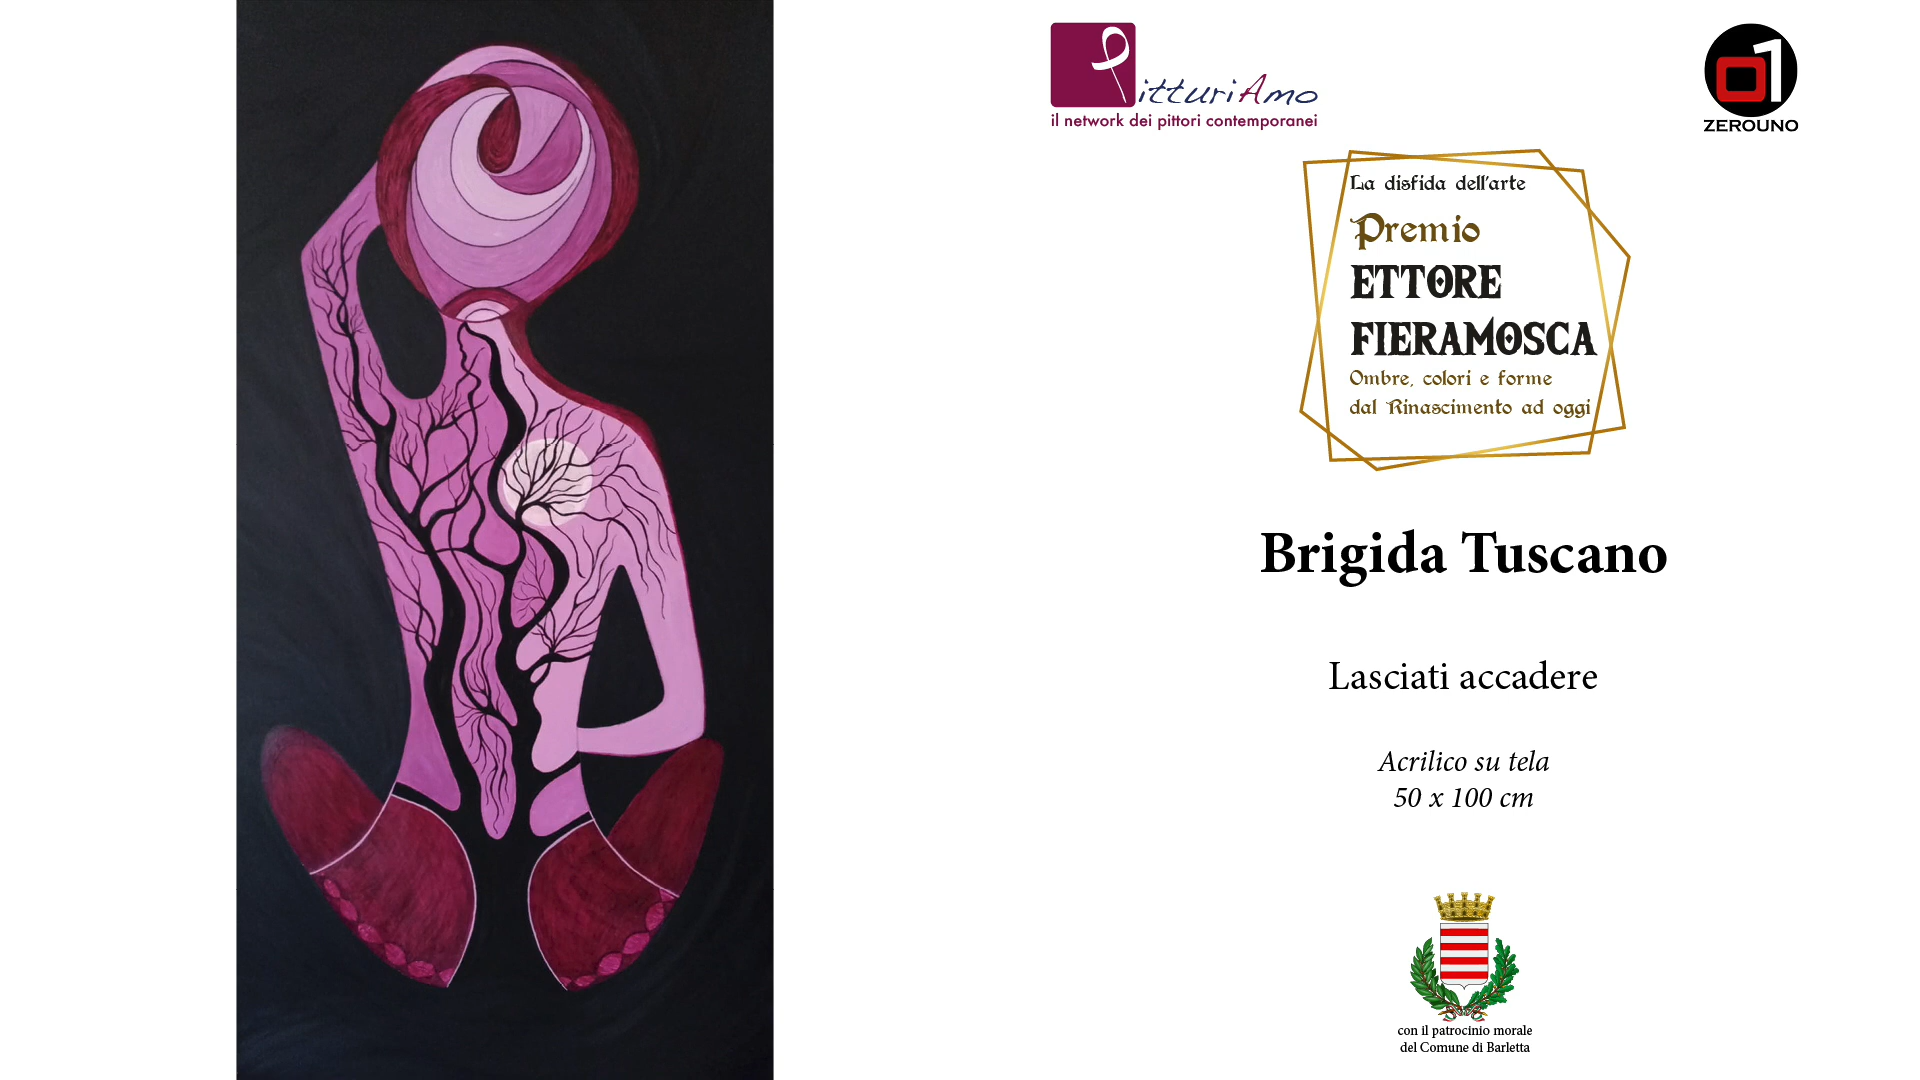 PitturiAmo
il network dei pittori contemporanei
01
ZEROUNO
La disfida dell'arte
Premio
ETTORE
FIERAMOSCA
Ombre, colori e forme
dal Rinascimento ad oggi
Brigida Tuscano
Lasciati accadere
Acrilico su tela
50 x 100 cm
con il patrocinio morale
del Comune di Barletta